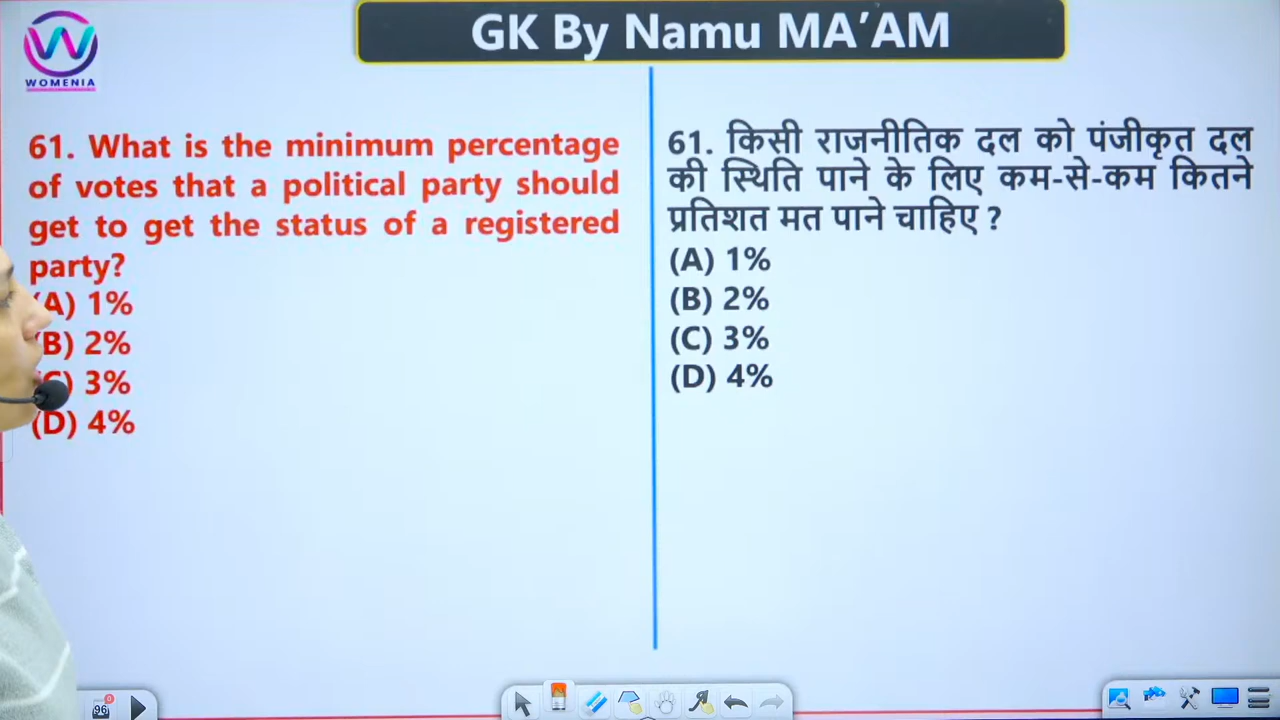 WOMENIA
GK By Namu MA’AM
61. What is the minimum percentage
of votes that a political party should
get to get the status of a registered
party?
(A) 1%
(B) 2%
(C) 3%
(D) 4%
61. किसी राजनीतिक दल को पंजीकृत दल
की स्थिति पाने के लिए कम-से-कम कितने
प्रतिशत मत पाने चाहिए ?
(A) 1%
(B) 2%
(C) 3%
(D) 4%
96
0